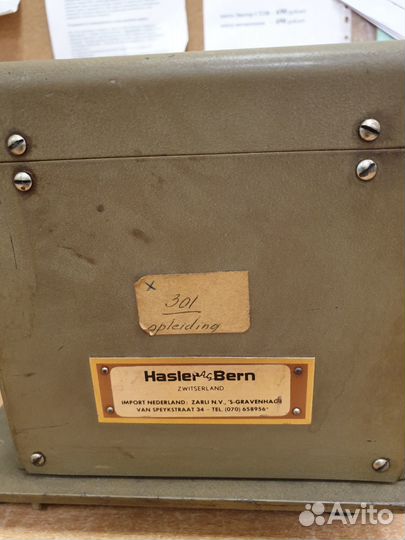 x
301
opleiding
Hasler AG Bern
ZWITSERLAND
IMPORT NEDERLAND: ZARLI N.V., 'S-GRAVENHAGE
VAN SPEYKSTRAAT 34 – TEL (070) 658956*
Avito